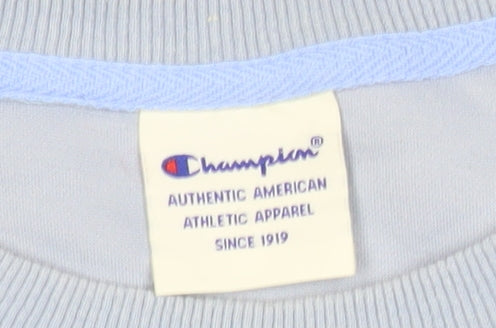 Champion®
AUTHENTIC AMERICAN
ATHLETIC APPAREL
SINCE 1919